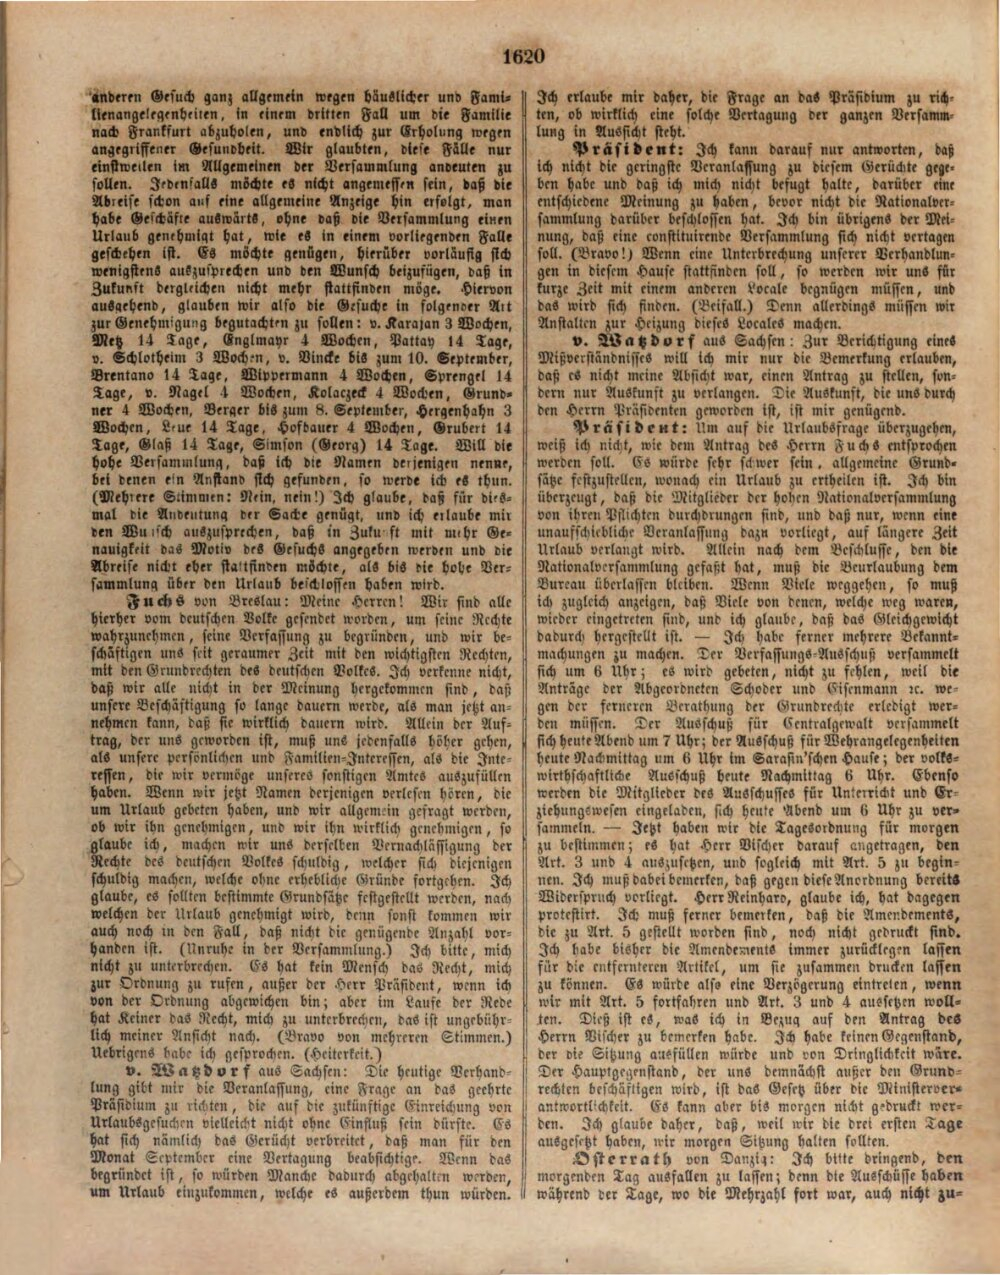 1620
anderen Gesuch ganz allgemein wegen häuslicher und Fami-
lienangelegenheiten, in einem dritten Fall um die Familie
nach Frankfurt abzuholen, und endlich zur Erholung wegen
angegriffener Gesundheit. Wir glaubten, diese Fälle nur
einstweilen im Allgemeinen der Versammlung andeuten zu
sollen. Jedenfalls möchte es nicht angemessen sein, daß die
Abreise schon auf eine allgemeine Anzeige hin erfolgt, man
habe Geschäfte auswärts, ohne daß die Versammlung einen
Urlaub genehmigt hat, wie es in einem vorliegenden Falle
geschehen ist. Es möchte genügen, hierüber vorläufig sich
wenigstens auszusprechen und den Wunsch beizufügen, daß in
Zukunft dergleichen nicht mehr stattfinden möge. Hiervon
ausgehend, glauben wir also die Gesuche in folgender Art
zur Genehmigung begutachten zu sollen: v. Karajan 3 Wochen,
Metz 14 Tage, Englmayr 4 Wochen, Pattay 14 Tage,
v. Schlotheim 3 Wochen, v. Vincke bis zum 10. September,
Brentano 14 Tage, Wippermann 4 Wochen, Sprengel 14
Tage, v. Nagel 4 Wochen, Kolaczek 4 Wochen, Grund-
ner 4 Wochen, Berger bis zum 8. September, Hergenhahn 3
Wochen, Leue 14 Tage, Hofbauer 4 Wochen, Grubert 14
Tage, Glaß 14 Tage, Simson (Georg) 14 Tage. Will die
hohe Versammlung, daß ich die Namen derjenigen nenne,
bei denen ein Anstand sich gefunden, so werde ich es thun.
(Mehrere Stimmen: Nein, nein!) Ich glaube, daß für dies-
mal die Andeutung der Sache genügt, und ich erlaube mir
den Wunsch auszusprechen, daß in Zukunft mit mehr Ge-
nauigkeit das Motiv des Gesuchs angegeben werden und die
Abreise nicht eher stattfinden möchte, als bis die hohe Ver-
sammlung über den Urlaub beschlossen haben wird.
Fuchs von Breslau: Meine Herren! Wir sind alle
hierher vom deutschen Volke gesendet worden, um seine Rechte
wahrzunehmen, seine Verfassung zu begründen, und wir be-
schäftigen uns seit geraumer Zeit mit den wichtigsten Rechten,
mit den Grundrechten des deutschen Volkes. Ich verkenne nicht,
daß wir alle nicht in der Meinung hergekommen sind, daß
unsere Beschäftigung so lange dauern werde, als man jetzt an-
nehmen kann, daß sie wirklich dauern wird. Allein der Auf-
trag, der uns geworden ist, muß uns jedenfalls höher gehen,
als unsere persönlichen und Familien-Interessen, als die Inte-
ressen, die wir vermöge unseres sonstigen Amtes auszufüllen
haben. Wenn wir jetzt Namen derjenigen verlesen hören, die
um Urlaub gebeten haben, und wir allgemein gefragt werden,
ob wir ihn genehmigen, und wir ihn wirklich genehmigen, so
glaube ich, machen wir uns derselben Vernachlässigung der
Rechte des deutschen Volkes schuldig, welcher sich diejenigen
schuldig machen, welche ohne erhebliche Gründe fortgehen. Ich
glaube, es sollten bestimmte Grundsätze festgestellt werden, nach
welchen der Urlaub genehmigt wird, denn sonst kommen wir
auch noch in den Fall, daß nicht die genügende Anzahl vor-
handen ist. (Unruhe in der Versammlung.) Ich bitte, mich
nicht zu unterbrechen. Es hat kein Mensch das Recht, mich
zur Ordnung zu rufen, außer der Herr Präsident, wenn ich
von der Ordnung abgewichen bin; aber im Laufe der Rede
hat Keiner das Recht, mich zu unterbrechen, das ist ungebühr-
lich meiner Ansicht nach. (Bravo von mehreren Stimmen.)
Uebrigens habe ich gesprochen. (Heiterkeit.)
v. Watzdorf aus Sachsen: Die heutige Verhand-
lung gibt mir die Veranlassung, eine Frage an das geehrte
Präsidium zu richten, die auf die zukünftige Einreichung von
Urlaubsgesuchen vielleicht nicht ohne Einfluß sein dürfte. Es
hat sich nämlich das Gerücht verbreitet, daß man für den
Monat September eine Vertagung beabsichtige. Wenn das
begründet ist, so würden Manche dadurch abgehalten werden,
um Urlaub einzukommen, welche es außerdem thun würden.
Ich erlaube mir daher, die Frage an das Präsidium zu rich-
ten, ob wirklich eine solche Vertagung der ganzen Versamm-
lung in Aussicht steht.
Präsident: Ich kann darauf nur antworten, daß
ich nicht die geringste Veranlassung zu diesem Gerüchte gege-
ben habe und daß ich mich nicht befugt halte, darüber eine
entschiedene Meinung zu haben, bevor nicht die Nationalver-
sammlung darüber beschlossen hat. Ich bin übrigens der Mei-
nung, daß eine constituirende Versammlung sich nicht vertagen
soll. (Bravo!) Wenn eine Unterbrechung unserer Verhandlun-
gen in diesem Hause stattfinden soll, so werden wir uns für
kurze Zeit mit einem anderen Locale begnügen müssen, und
das wird sich finden. (Beifall.) Denn allerdings müssen wir
Anstalten zur Heizung dieses Locales machen.
v. Watzdorf aus Sachsen: Zur Berichtigung eines
Mißverständnisses will ich mir nur die Bemerkung erlauben,
daß es nicht meine Absicht war, einen Antrag zu stellen, son-
dern nur Auskunft zu verlangen. Die Auskunft, die uns durch
den Herrn Präsidenten geworden ist, ist mir genügend.
Präsident: Um auf die Urlaubsfrage überzugehen,
weiß ich nicht, wie dem Antrag des Herrn Fuchs entsprochen
werden soll. Es würde sehr schwer sein, allgemeine Grund-
sätze festzustellen, wonach ein Urlaub zu ertheilen ist. Ich bin
überzeugt, daß die Mitglieder der hohen Nationalversammlung
von ihren Pflichten durchdrungen sind, und daß nur, wenn eine
unaufschiebliche Veranlassung dazu vorliegt, auf längere Zeit
Urlaub verlangt wird. Allein nach dem Beschlusse, den die
Nationalversammlung gefaßt hat, muß die Beurlaubung dem
Bureau überlassen bleiben. Wenn Viele weggehen, so muß
ich zugleich anzeigen, daß Viele von denen, welche weg waren,
wieder eingetreten sind, und ich glaube, daß das Gleichgewicht
dadurch hergestellt ist. — Ich habe ferner mehrere Bekannt-
machungen zu machen. Der Verfassungs-Ausschuß versammelt
sich um 6 Uhr; es wird gebeten, nicht zu fehlen, weil die
Anträge der Abgeordneten Schoder und Eisenmann ꝛc. we-
gen der ferneren Berathung der Grundrechte erledigt wer-
den müssen. Der Ausschuß für Centralgewalt versammelt
sich heute Abend um 7 Uhr; der Ausschuß für Wehrangelegenheiten
heute Nachmittag um 6 Uhr im Sarasin'schen Hause; der volks-
wirthschaftliche Ausschuß heute Nachmittag 6 Uhr. Ebenso
werden die Mitglieder des Ausschusses für Unterricht und Er-
ziehungswesen eingeladen, sich heute Abend um 6 Uhr zu ver-
sammeln. — Jetzt haben wir die Tagesordnung für morgen
zu bestimmen; es hat Herr Vischer darauf angetragen, den
Art. 3 und 4 auszusetzen, und sogleich mit Art. 5 zu begin-
nen. Ich muß dabei bemerken, daß gegen diese Anordnung bereits
Widerspruch vorliegt. Herr Reinhard, glaube ich, hat dagegen
protestirt. Ich muß ferner bemerken, daß die Amendements,
die zu Art. 5 gestellt worden sind, noch nicht gedruckt sind.
Ich habe bisher die Amendements immer zurücklegen lassen
für die entfernteren Artikel, um sie zusammen drucken lassen
zu können. Es würde also eine Verzögerung eintreten, wenn
wir mit Art. 5 fortfahren und Art. 3 und 4 aussetzen woll-
ten. Dieß ist es, was ich in Bezug auf den Antrag des
Herrn Vischer zu bemerken habe. Ich habe keinen Gegenstand,
der die Sitzung ausfüllen würde und von Dringlichkeit wäre.
Der Hauptgegenstand, der uns demnächst außer den Grund-
rechten beschäftigen wird, ist das Gesetz über die Ministerver-
antwortlichkeit. Es kann aber bis morgen nicht gedruckt wer-
den. Ich glaube daher, daß, weil wir die drei ersten Tage
ausgesetzt haben, wir morgen Sitzung halten sollten.
Osterrath von Danzig: Ich bitte dringend, den
morgenden Tag ausfallen zu lassen; denn die Ausschüsse haben
während der Tage, wo die Mehrzahl fort war, auch nicht zu-